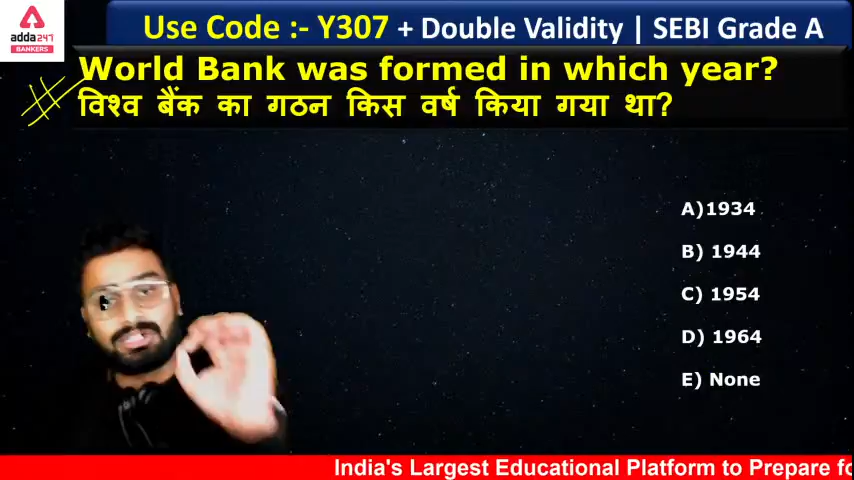 adda247
BANKERS
Use Code :- Y307 + Double Validity | SEBI Grade A
World Bank was formed in which year?
विश्व बैंक का गठन किस वर्ष किया गया था?
A)1934
B) 1944
C) 1954
D) 1964
E) None
India's Largest Educational Platform to Prepare fo